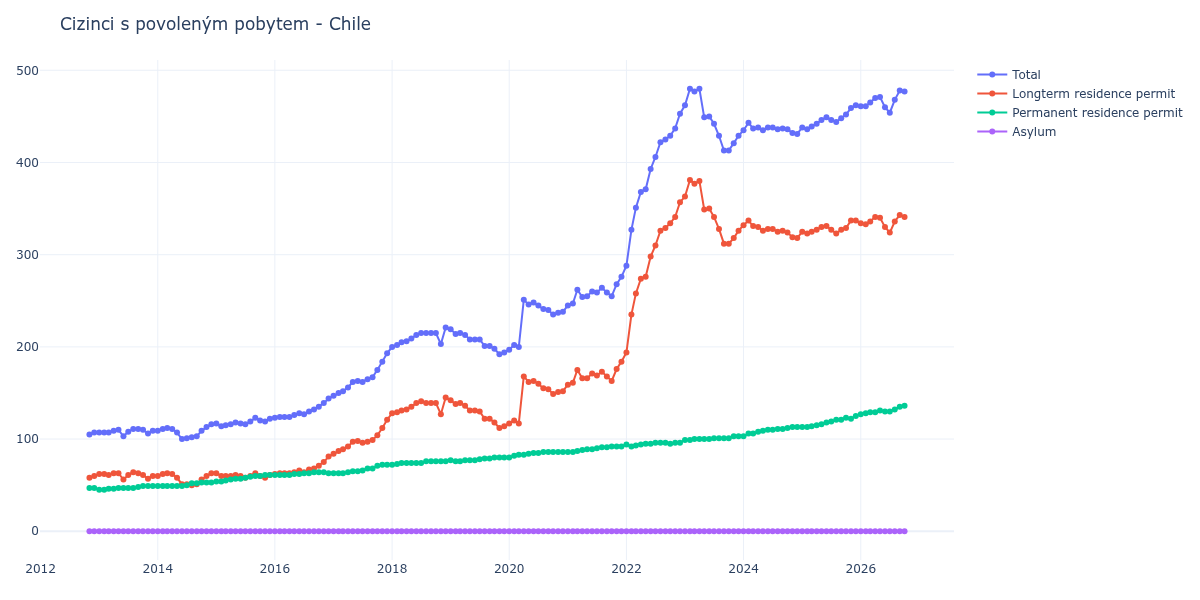 Cizinci s povoleným pobytem - Chile
500
400
300
200
100
0
2012
2014
2016
2018
2020
2022
2024
2026
Total
Longterm residence permit
Permanent residence permit
Asylum